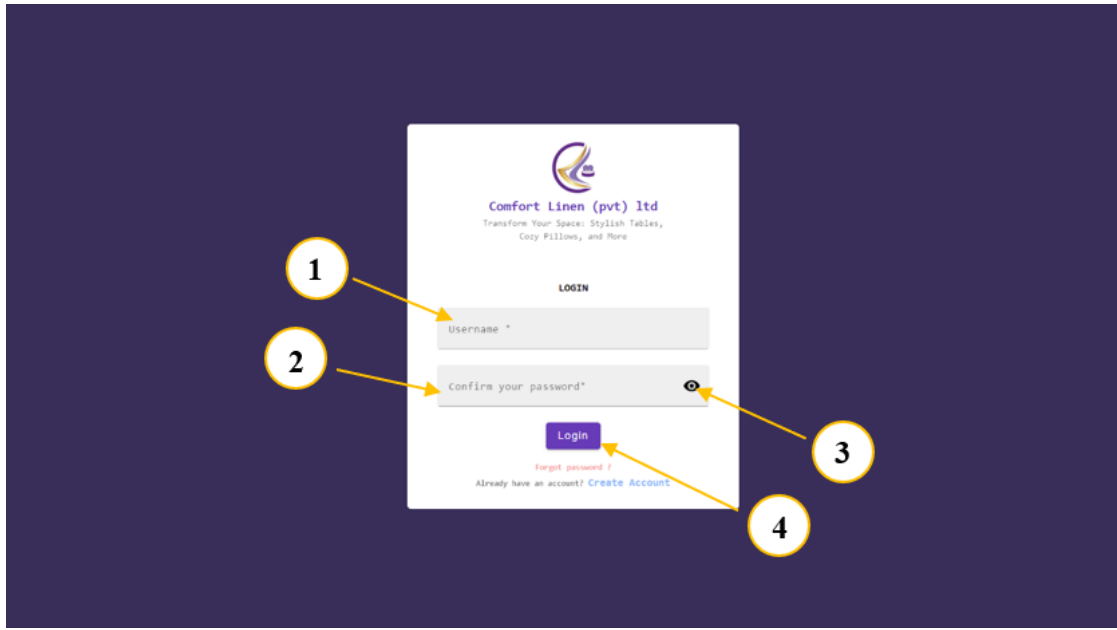 Comfort Linen (pvt) ltd
Transform Your Space: Stylish Tables,
Cozy Pillows, and More
1
LOGIN
Username *
2
Confirm your password*
3
Login
Forgot password ?
Already have an account? Create Account
4